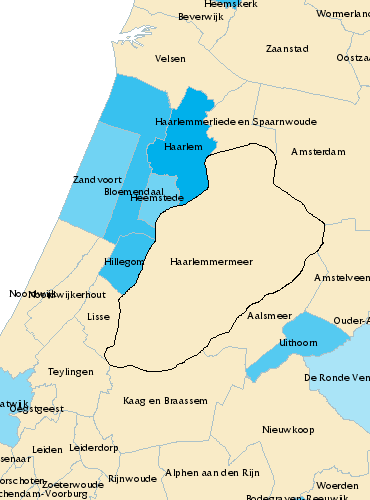 Heemskerk
Beverwijk
Wormerland
Velsen
Zaanstad
Oostza
Haarlemmerliede en Spaarnwoude
Haarlem
Amsterdam
Zandvoort
Bloemendaal
Heemstede
Hillegom
Haarlemmermeer
Amstelveen
Noordwijk
Noordwijkerhout
Lisse
Aalsmeer
Ouder-A
Uithoorn
Teylingen
De Ronde Ven
atwijk
Oegstgeest
Kaag en Braassem
Nieuwkoop
Leiden
Leiderdorp
senaar
Alphen aan den Rijn
oorschoten
Zoeterwoude
Rijnwoude
Woerden
chendam-Voorburg
Bodegraven-Reeuwijk